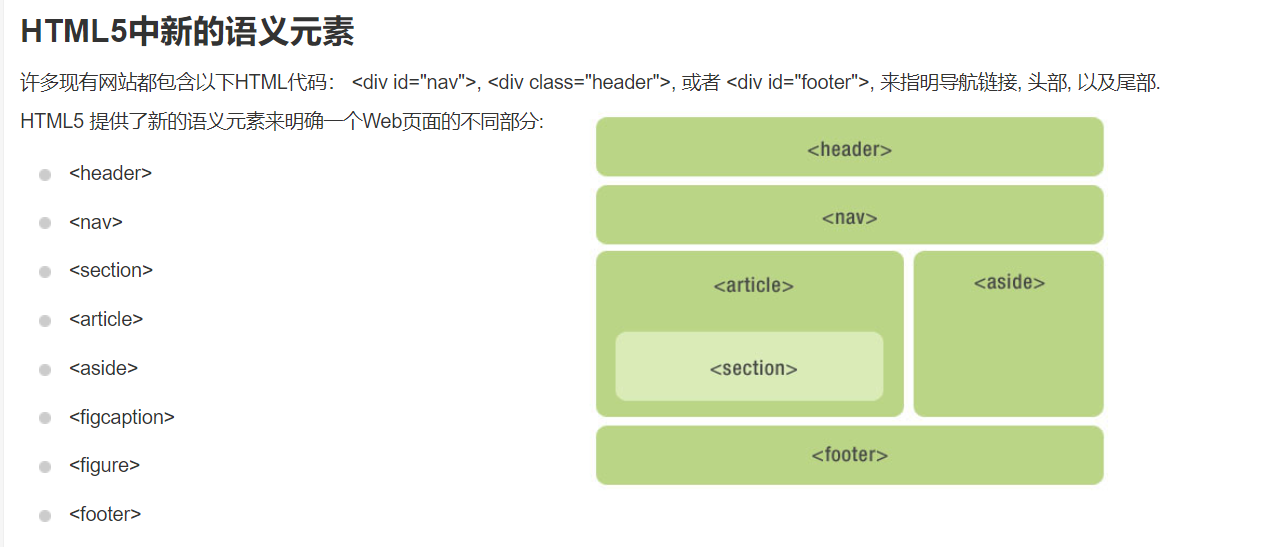 HTML5中新的语义元素
许多现有网站都包含以下HTML代码： <div id="nav">, <div class="header">, 或者 <div id="footer">, 来指明导航链接, 头部, 以及尾部.
HTML5 提供了新的语义元素来明确一个Web页面的不同部分:
<header>
<nav>
<section>
<article>
<aside>
<figcaption>
<figure>
<footer>
<header>
<nav>
<article>
<aside>
<section>
<footer>